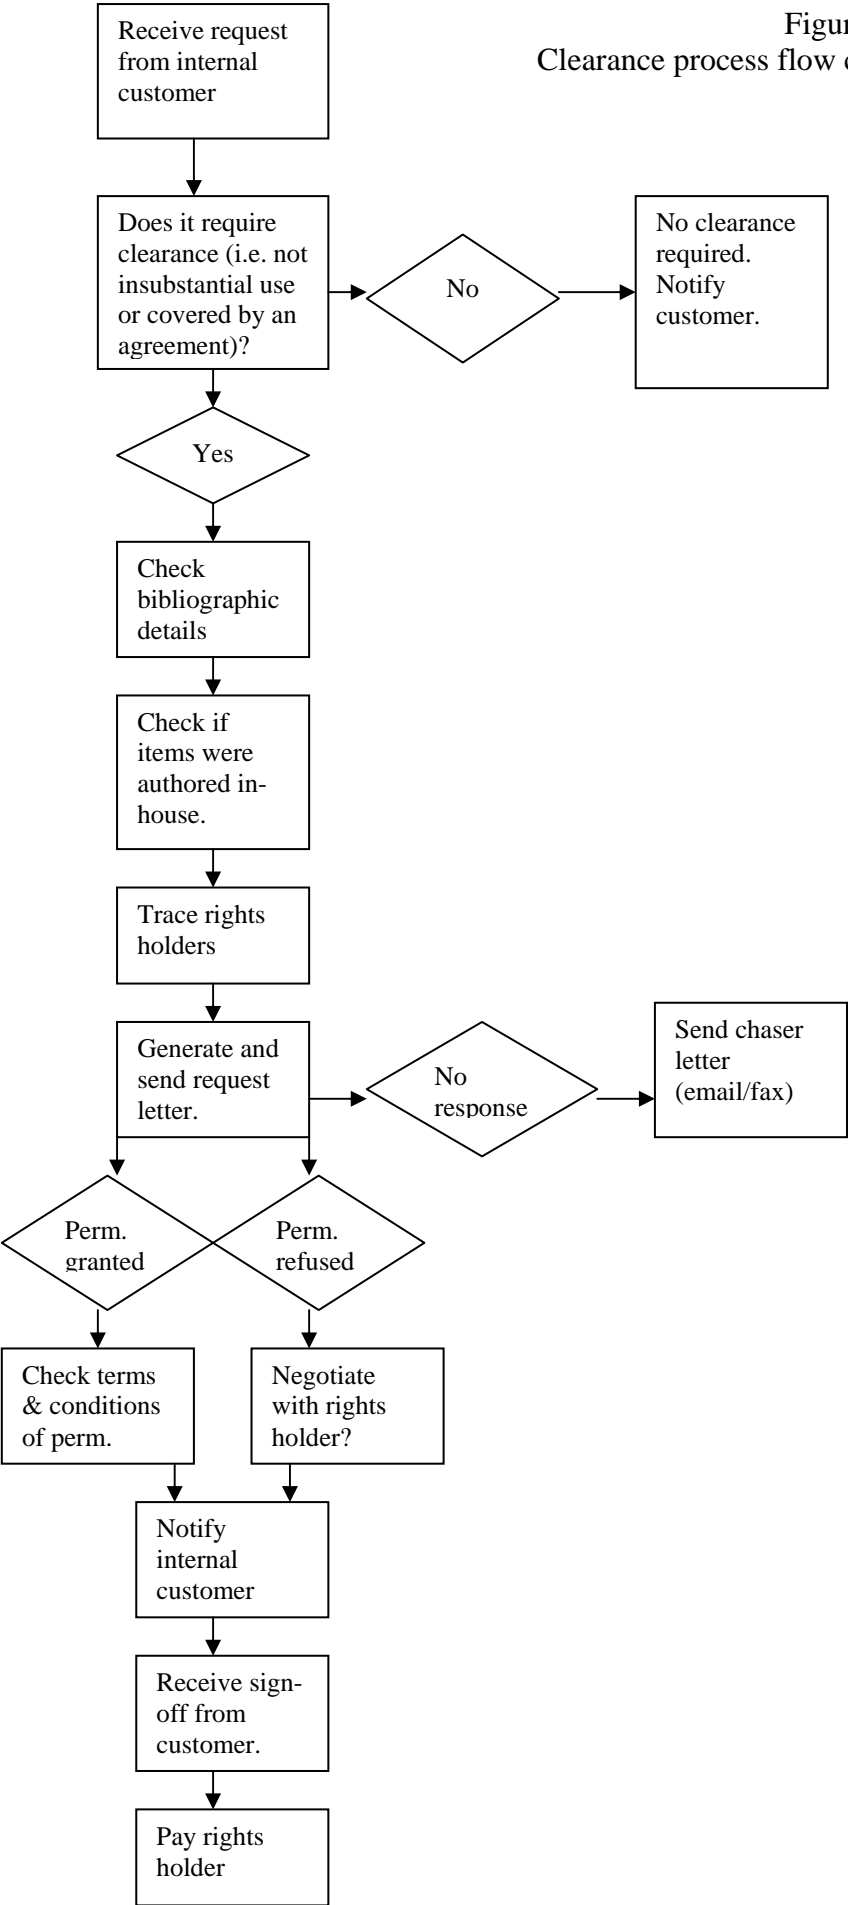 Receive request
from internal
customer
Figur
Clearance process flow c
Does it require
clearance (i.e. not
insubstantial use
or covered by an
agreement)?
No
No clearance
required.
Notify
customer.
Yes
Check
bibliographic
details
Check if
items were
authored in-
house.
Trace rights
holders
Generate and
send request
letter.
No
response
Send chaser
letter
(email/fax)
Perm.
granted
Perm.
refused
Check terms
& conditions
of perm.
Negotiate
with rights
holder?
Notify
internal
customer
Receive sign-
off from
customer.
Pay rights
holder